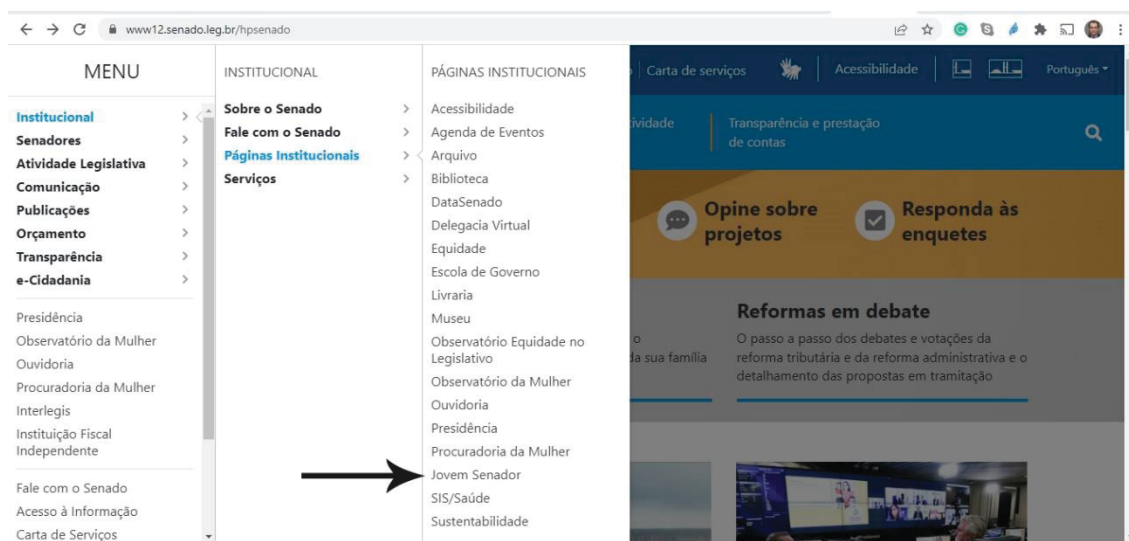 www12.senado.leg.br/hpsenado
MENU
Institucional
Senadores
Atividade Legislativa
Comunicação
Publicações
Orçamento
Transparência
e-Cidadania
Presidência
Observatório da Mulher
Ouvidoria
Procuradoria da Mulher
Interlegis
Instituição Fiscal
Independente
Fale com o Senado
Acesso à Informação
Carta de Serviços
INSTITUCIONAL
Sobre o Senado
Fale com o Senado
Páginas Institucionais
Serviços
PÁGINAS INSTITUCIONAIS
Acessibilidade
Agenda de Eventos
Arquivo
Biblioteca
DataSenado
Delegacia Virtual
Equidade
Escola de Governo
Livraria
Museu
Observatório Equidade no
Legislativo
Observatório da Mulher
Ouvidoria
Presidência
Procuradoria da Mulher
Jovem Senador
SIS/Saúde
Sustentabilidade
Carta de serviços
Acessibilidade
Português
ividade
Transparência e prestação
de contas
Opine sobre
projetos
Responda às
enquetes
o
da sua família
Reformas em debate
O passo a passo dos debates e votações da
reforma tributária e da reforma administrativa e o
detalhamento das propostas em tramitação